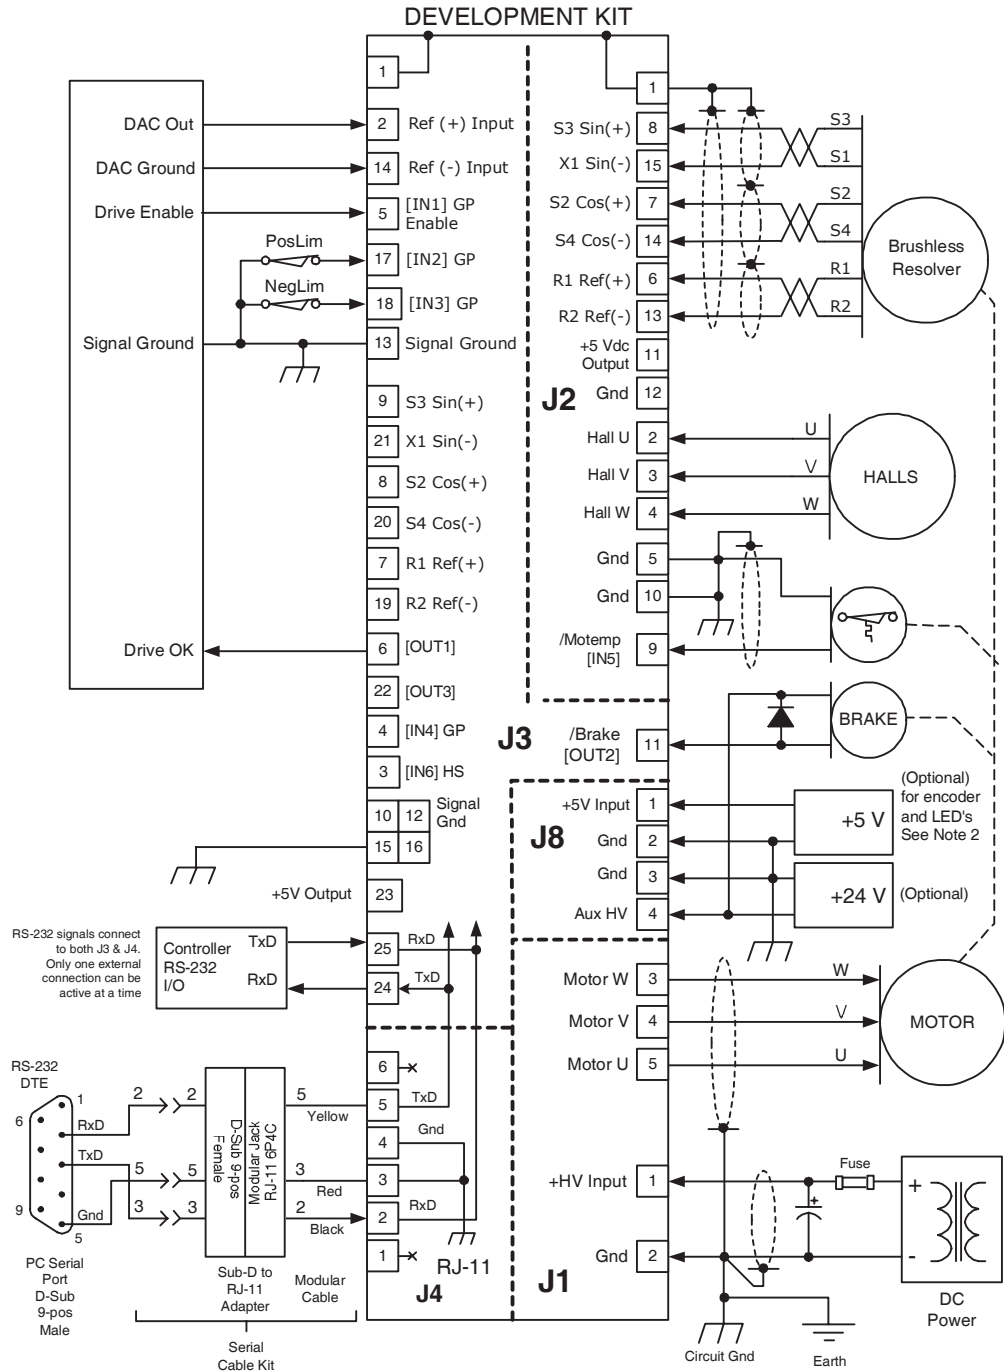 DEVELOPMENT KIT
1
DAC Out
2
Ref (+) Input
DAC Ground
14
Ref (-) Input
Drive Enable
5
[IN1] GP
Enable
PosLim
17
[IN2] GP
NegLim
18
[IN3] GP
Signal Ground
13
Signal Ground
9
S3 Sin(+)
21
X1 Sin(-)
8
S2 Cos(+)
20
S4 Cos(-)
7
R1 Ref(+)
19
R2 Ref(-)
Drive OK
6
[OUT1]
22
[OUT3]
4
[IN4] GP
3
[IN6] HS
10
12
15
16
Signal
Gnd
+5V Output
23
RS-232 signals connect
to both J3 & J4.
Only one external
connection can be
active at a time
Controller
RS-232
I/O
TxD
RxD
25
RxD
24
TxD
J3
RS-232
DTE
1
6
RxD
TxD
9
Gnd
5
PC Serial
Port
D-Sub
9-pos
Male
2
2
5
5
3
3
D-Sub 9-pos
Female
Modular Jack
RJ-11 6P4C
5
Yellow
3
Red
2
Black
Sub-D to
RJ-11
Adapter
Modular
Cable
Serial
Cable Kit
6
5
TxD
4
Gnd
3
2
RxD
1
RJ-11
J4
J2
1
S3 Sin(+)
8
S3
X1 Sin(-)
15
S1
S2 Cos(+)
7
S2
S4 Cos(-)
14
S4
R1 Ref(+)
6
R1
R2 Ref(-)
13
R2
Brushless
Resolver
+5 Vdc
Output
11
Gnd
12
Hall U
2
U
Hall V
3
V
Hall W
4
W
HALLS
Gnd
5
Gnd
10
/Motemp
[IN5]
9
/Brake
[OUT2]
11
BRAKE
J8
+5V Input
1
Gnd
2
Gnd
3
Aux HV
4
+5 V
(Optional)
for encoder
and LED's
See Note 2
+24 V
(Optional)
Motor W
3
W
Motor V
4
V
Motor U
5
U
MOTOR
+HV Input
1
Fuse
+
+
-
Gnd
2
J1
DC
Power
Circuit Gnd
Earth